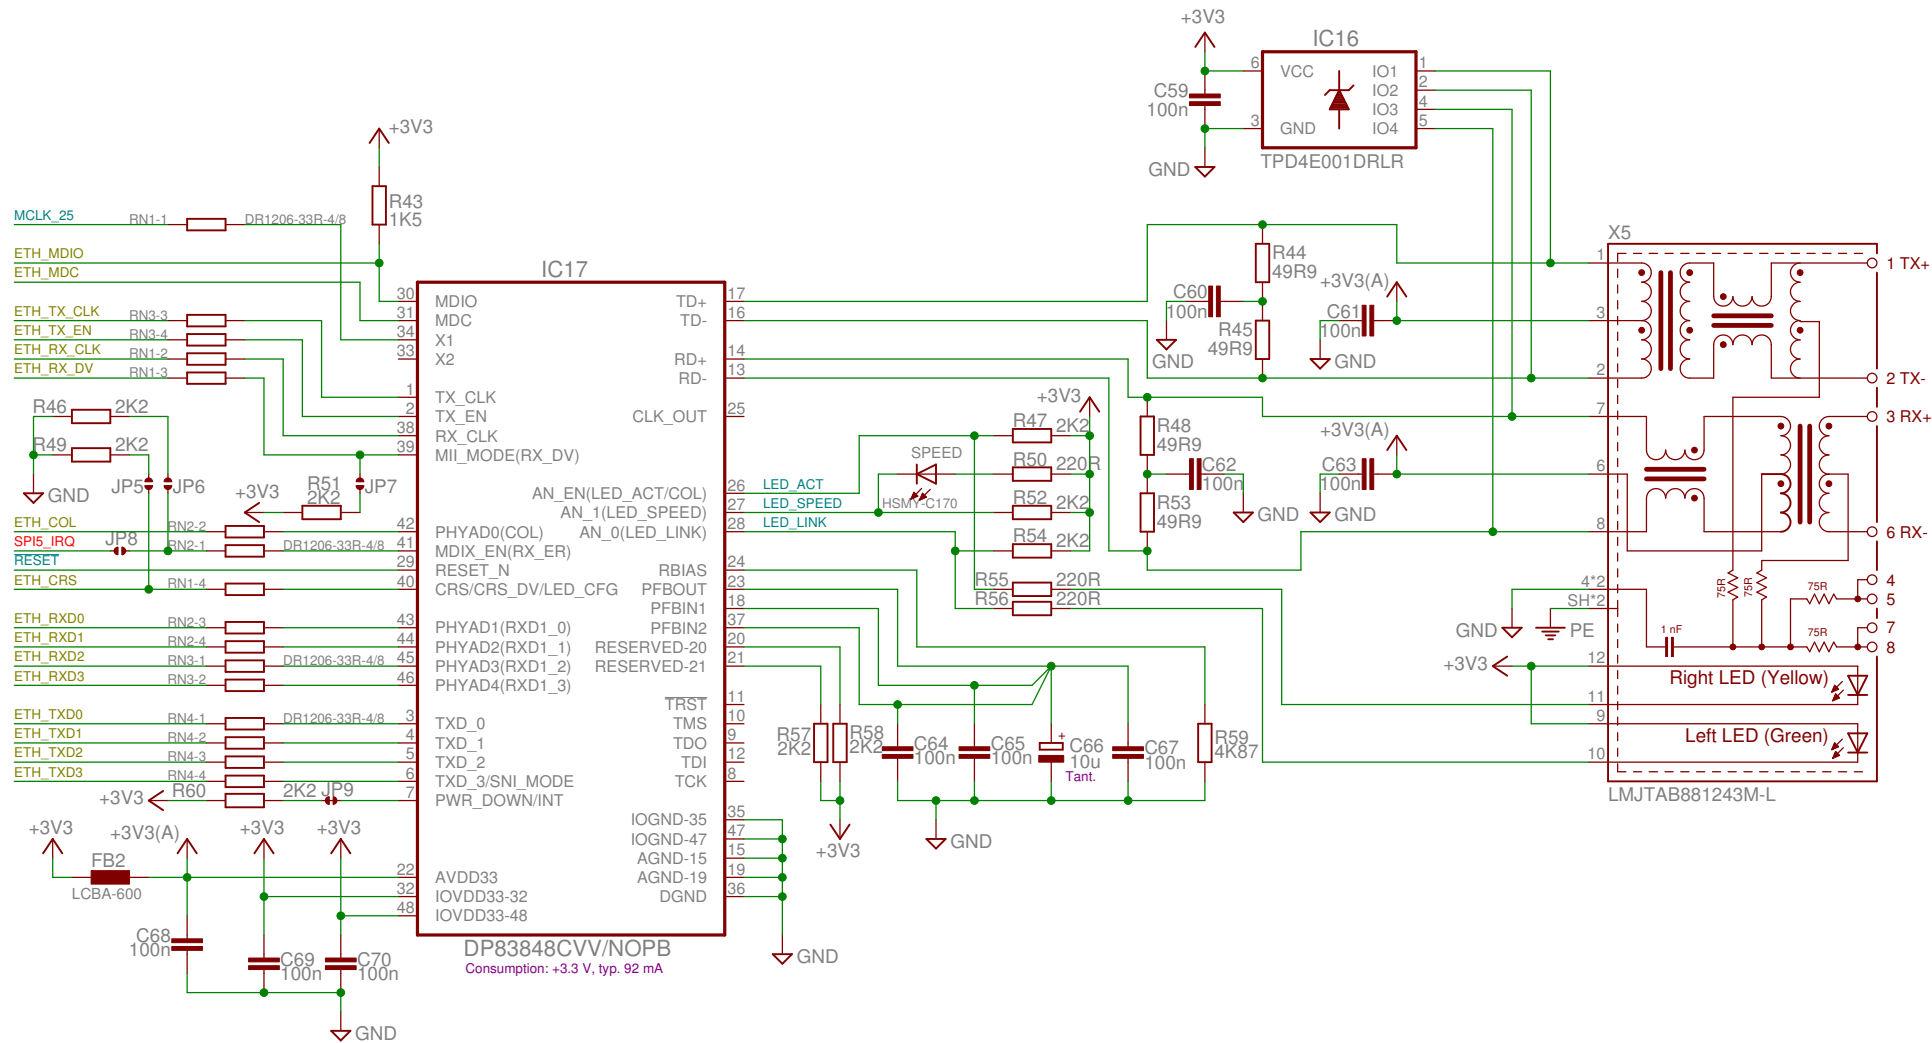 +3V3
IC16
6
VCC
IO1
1
IO2
2
C59
100n
IO3
4
3
GND
IO4
5
GND
TPD4E001DRLR
+3V3
R43
1K5
MCLK_25
RN1-1
DR1206-33R-4/8
ETH_MDIO
ETH_MDC
ETH_TX_CLK
RN3-3
ETH_TX_EN
RN3-4
ETH_RX_CLK
RN1-2
ETH_RX_DV
RN1-3
R46
2K2
R49
2K2
GND
JP5
JP6
+3V3
R51
2K2
JP7
ETH_COL
RN2-2
SPI5_IRQ
JP8
RN2-1
DR1206-33R-4/8
RESET
ETH_CRS
RN1-4
ETH_RXD0
RN2-3
ETH_RXD1
RN2-4
ETH_RXD2
RN3-1
DR1206-33R-4/8
ETH_RXD3
RN3-2
ETH_TXD0
RN4-1
DR1206-33R-4/8
ETH_TXD1
RN4-2
ETH_TXD2
RN4-3
ETH_TXD3
RN4-4
+3V3
R60
2K2
JP9
+3V3
+3V3(A)
+3V3
+3V3
FB2
LCBA-600
C68
100n
C69
100n
C70
100n
GND
IC17
30
MDIO
31
MDC
34
X1
33
X2
1
TX_CLK
2
TX_EN
38
RX_CLK
39
MII_MODE(RX_DV)
AN_EN(LED_ACT/COL)
AN_1(LED_SPEED)
42
PHYAD0(COL)
AN_0(LED_LINK)
41
MDIX_EN(RX_ER)
29
RESET_N
RBIAS
40
CRS/CRS_DV/LED_CFG
PFBOUT
PFBIN1
43
PHYAD1(RXD1_0)
PFBIN2
44
PHYAD2(RXD1_1)
RESERVED-20
45
PHYAD3(RXD1_2)
RESERVED-21
46
PHYAD4(RXD1_3)
TRST
3
TXD_0
TMS
4
TXD_1
TDO
5
TXD_2
TDI
6
TXD_3/SNI_MODE
TCK
7
PWR_DOWN/INT
IOGND-35
IOGND-47
AGND-15
22
AVDD33
AGND-19
32
IOVDD33-32
DGND
48
IOVDD33-48
TD+
TD-
RD+
RD-
CLK_OUT
DP83848CVV/NOPB
Consumption: +3.3 V, typ. 92 mA
17
16
14
13
25
26
LED_ACT
27
LED_SPEED
28
LED_LINK
24
23
18
37
20
21
11
10
9
12
8
35
47
15
19
36
GND
SPEED
HSMY-C170
+3V3
R47
2K2
R50
220R
R52
2K2
R54
2K2
R55
220R
R56
220R
R57
2K2
R58
2K2
+3V3
C64
100n
C65
100n
+
C66
10u
Tant.
C67
100n
R59
4K87
GND
R44
49R9
C60
100n
R45
49R9
GND
+3V3(A)
C61
100n
GND
R48
49R9
C62
100n
R53
49R9
GND
+3V3(A)
C63
100n
GND
X5
1
1 TX+
3
2
2 TX-
7
3 RX+
6
8
6 RX-
4*2
SH*2
GND
PE
75R
75R
75R
4
5
7
1 nF
75R
8
+3V3
12
Right LED (Yellow)
11
9
Left LED (Green)
10
LMJTAB881243M-L